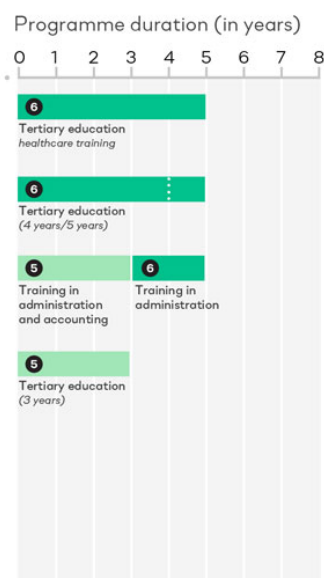 Programme duration (in years)
0 1 2 3 4 5 6 7 8
6
Tertiary education
healthcare training
6
Tertiary education
(4 years/5 years)
5
Training in
administration
and accounting
6
Training in
administration
5
Tertiary education
(3 years)